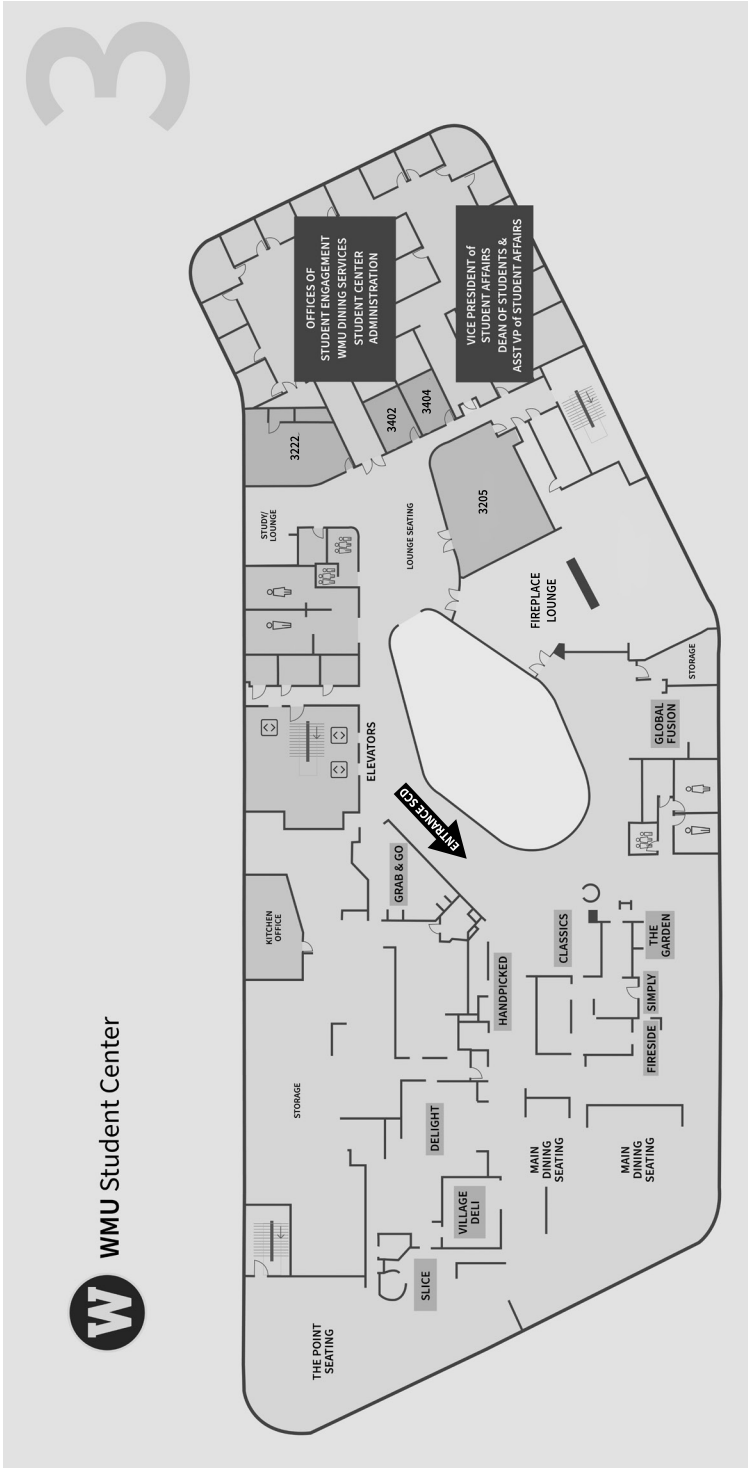 W
WMU Student Center
3
THE POINT
SEATING
SLICE
VILLAGE
DELI
DELIGHT
STORAGE
KITCHEN
OFFICE
HANDPICKED
GRAB & GO
ENTRANCE SCD
ELEVATORS
MAIN
DINING
SEATING
MAIN
DINING
SEATING
FIRESIDE
SIMPLY
CLASSICS
THE
GARDEN
GLOBAL
FUSION
STORAGE
FIREPLACE
LOUNGE
LOUNGE SEATING
STUDY/
LOUNGE
3222
3205
3402
3404
OFFICES OF
STUDENT ENGAGEMENT
WMU DINING SERVICES
STUDENT CENTER
ADMINISTRATION
VICE PRESIDENT of
STUDENT AFFAIRS
DEAN OF STUDENTS &
ASST VP of STUDENT AFFAIRS